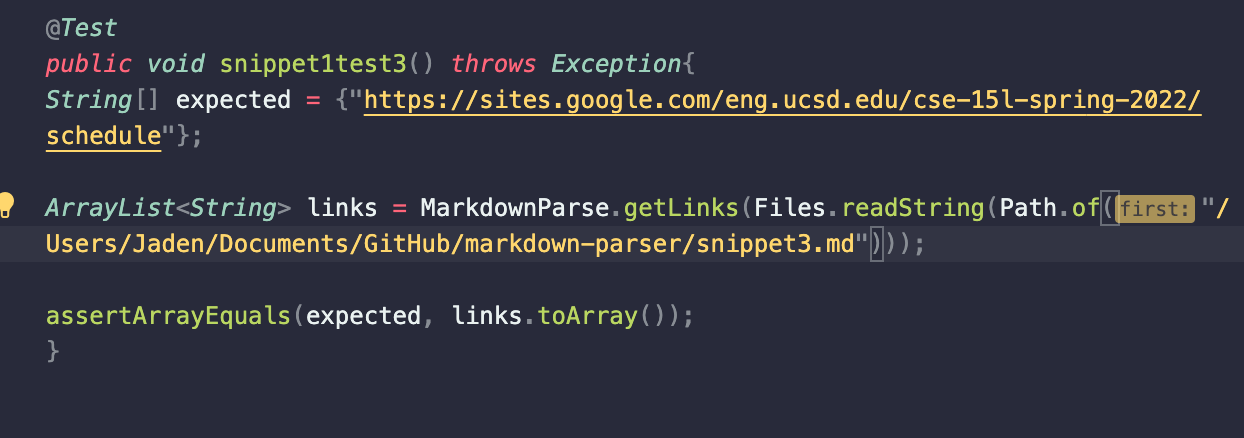 @Test
public void snippet1test3() throws Exception{
String[] expected = {"https://sites.google.com/eng.ucsd.edu/cse-15l-spring-2022/
schedule"};
ArrayList<String> links = MarkdownParse.getLinks(Files.readString(Path.of(first:"/
Users/Jaden/Documents/GitHub/markdown-parser/snippet3.md")));
assertArrayEquals(expected, links.toArray());
}